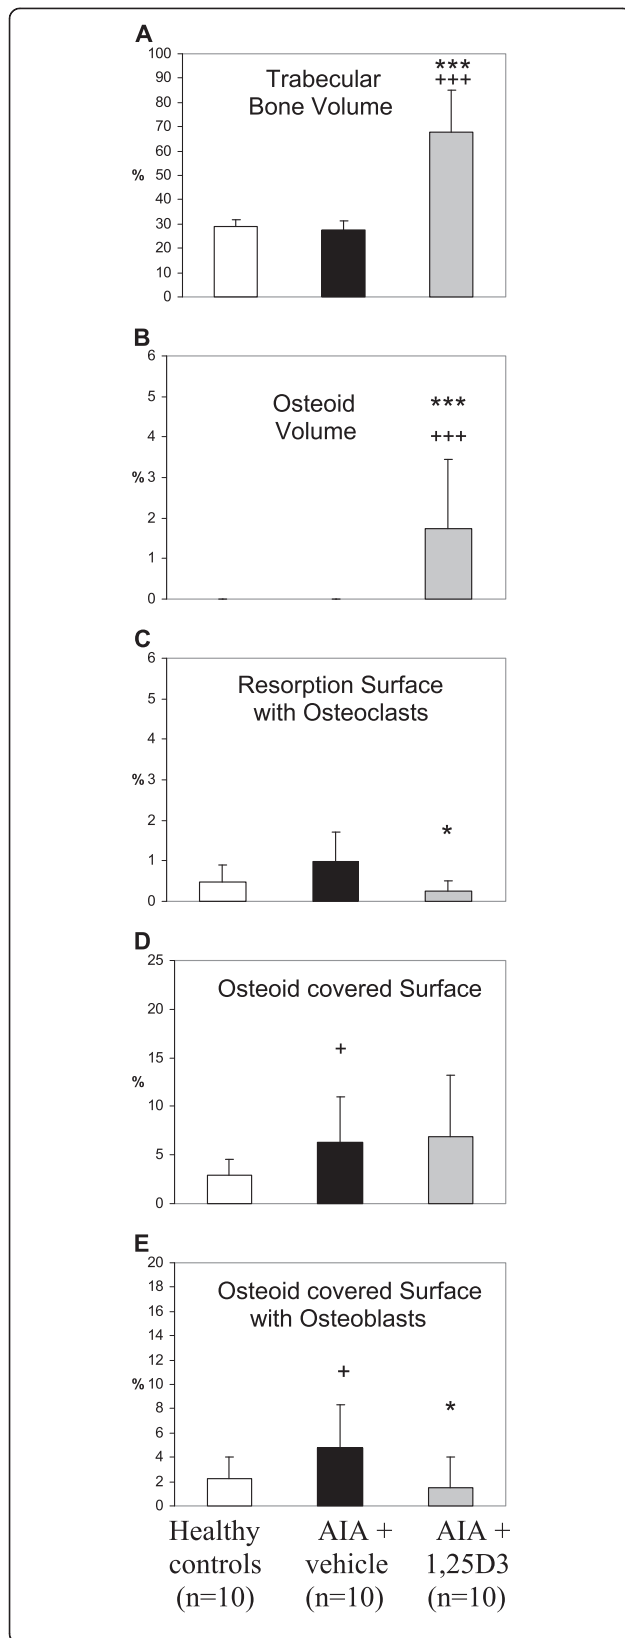 A
100
90
80
70
60
%
50
40
30
20
10
0
Trabecular
Bone Volume
***
+++
B
6
5
4
% 3
2
1
0
Osteoid
Volume
***
+++
C
6
5
4
% 3
2
1
0
Resorption Surface
with Osteoclasts
*
D
25
20
15
%
10
5
0
Osteoid covered Surface
+
E
20
18
16
14
12
% 10
8
6
4
2
0
Osteoid covered Surface
with Osteoblasts
+
*
Healthy
controls
(n=10)
AIA +
vehicle
(n=10)
AIA +
1,25D3
(n=10)